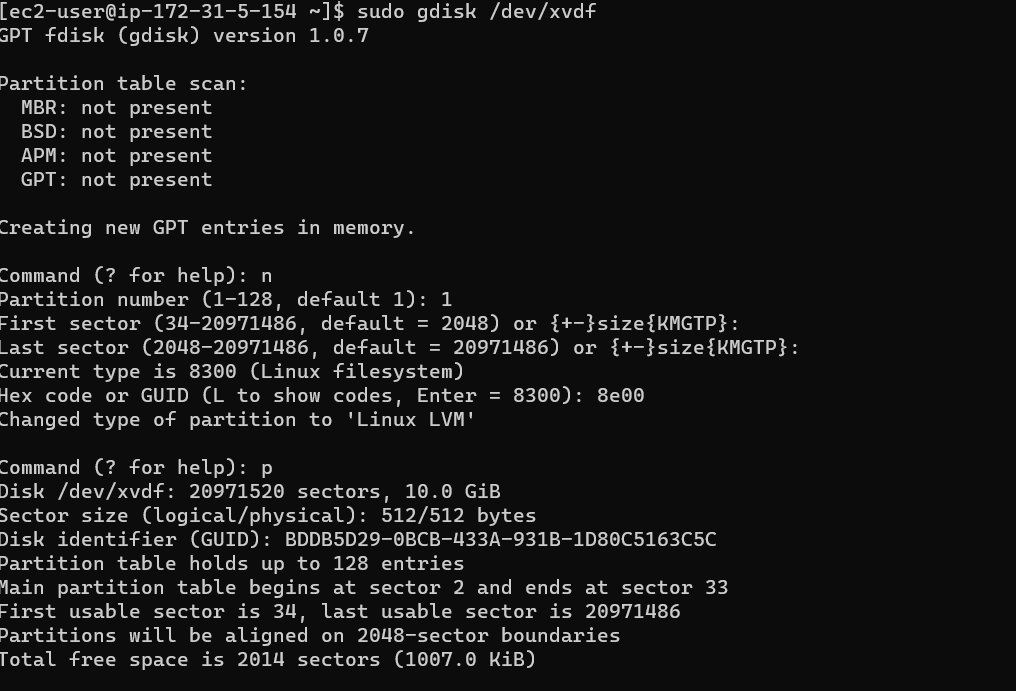 [ec2-user@ip-172-31-5-154 ~]$ sudo gdisk /dev/xvdf
GPT fdisk (gdisk) version 1.0.7
Partition table scan:
  MBR: not present
  BSD: not present
  APM: not present
  GPT: not present
Creating new GPT entries in memory.
Command (? for help): n
Partition number (1-128, default 1): 1
First sector (34-20971486, default = 2048) or {+-}size{KMGTP}:
Last sector (2048-20971486, default = 20971486) or {+-}size{KMGTP}:
Current type is 8300 (Linux filesystem)
Hex code or GUID (L to show codes, Enter = 8300): 8e00
Changed type of partition to 'Linux LVM'
Command (? for help): p
Disk /dev/xvdf: 20971520 sectors, 10.0 GiB
Sector size (logical/physical): 512/512 bytes
Disk identifier (GUID): BDDB5D29-0BCB-433A-931B-1D80C5163C5C
Partition table holds up to 128 entries
Main partition table begins at sector 2 and ends at sector 33
First usable sector is 34, last usable sector is 20971486
Partitions will be aligned on 2048-sector boundaries
Total free space is 2014 sectors (1007.0 KiB)